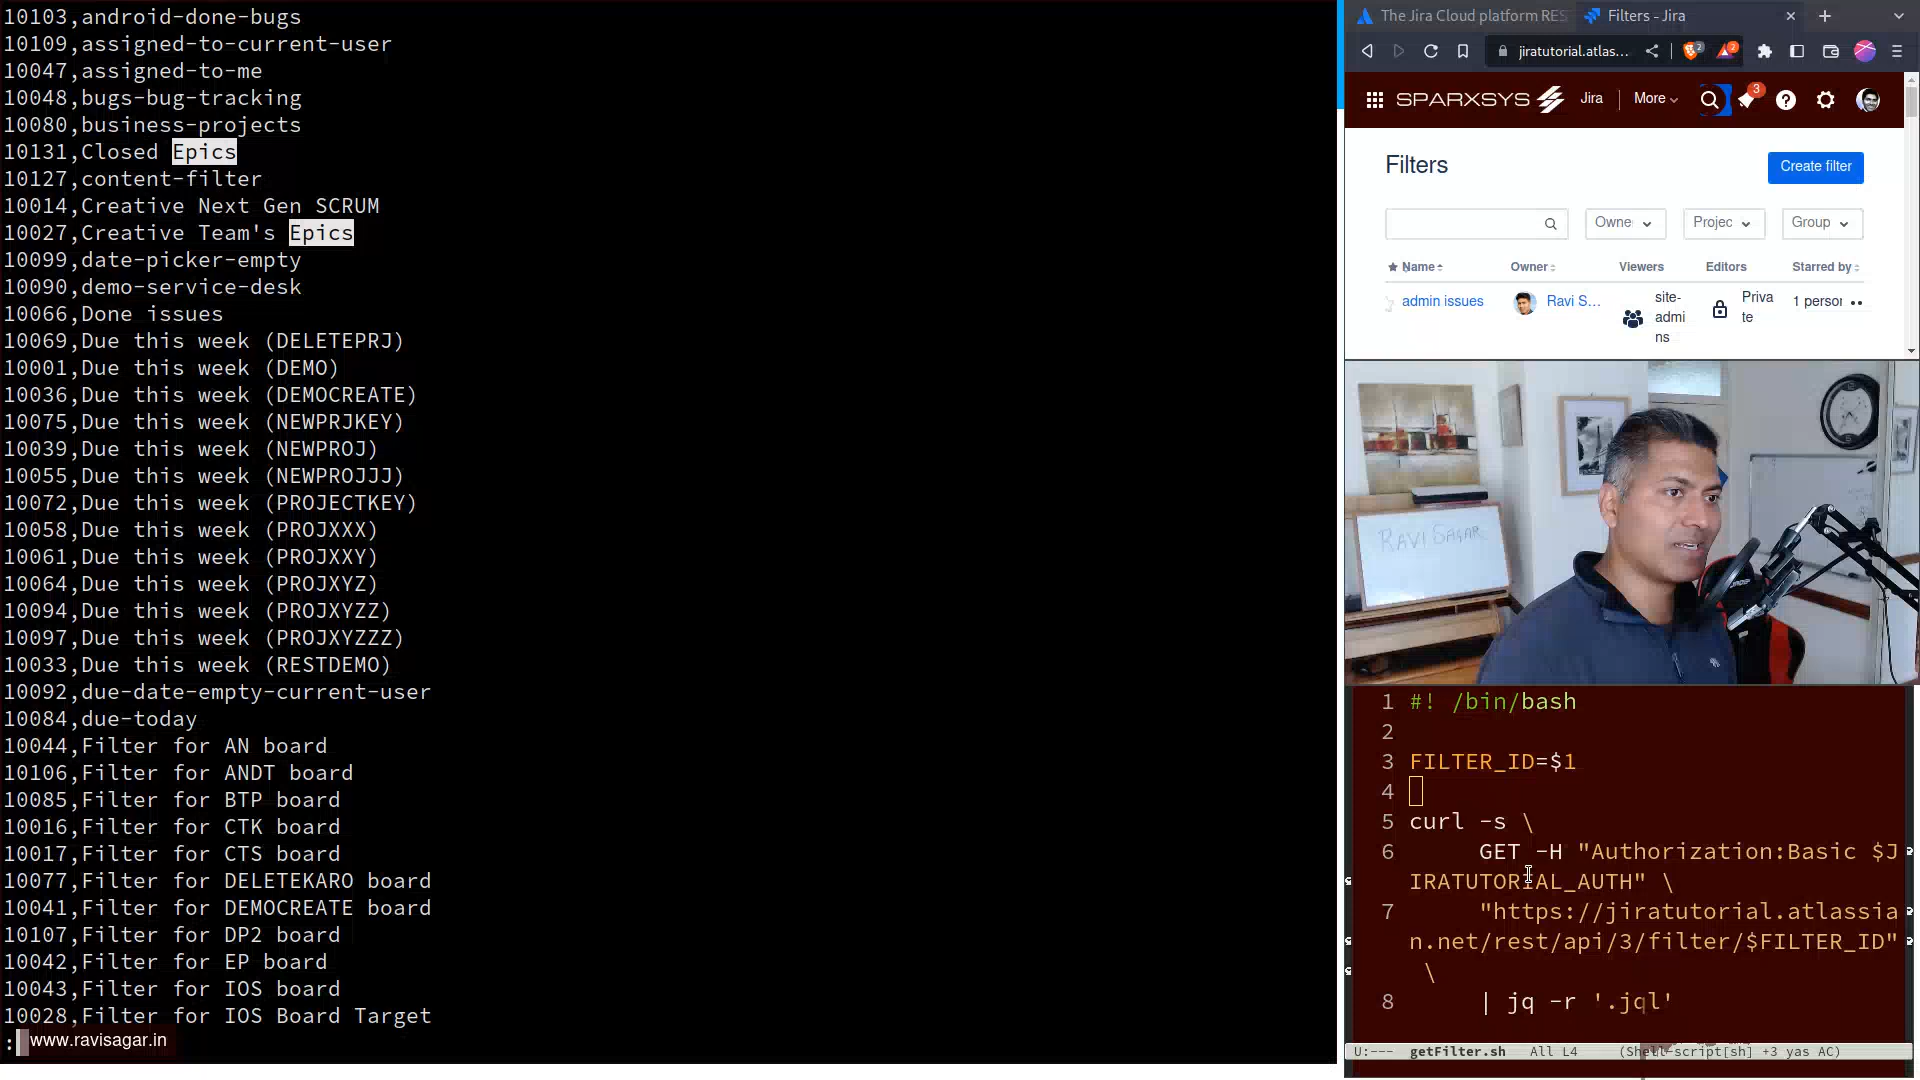 10103,android-done-bugs
10109,assigned-to-current-user
10047,assigned-to-me
10048,bugs-bug-tracking
10080,business-projects
10131,Closed Epics
10127,content-filter
10014,Creative Next Gen SCRUM
10027,Creative Team's Epics
10099,date-picker-empty
10090,demo-service-desk
10066,Done issues
10069,Due this week (DELETEPRJ)
10001,Due this week (DEMO)
10036,Due this week (DEMOCREATE)
10075,Due this week (NEWPRJKEY)
10039,Due this week (NEWPROJ)
10055,Due this week (NEWPROJJJ)
10072,Due this week (PROJECTKEY)
10058,Due this week (PROJXXX)
10061,Due this week (PROJXXY)
10064,Due this week (PROJXYZ)
10094,Due this week (PROJXYZZ)
10097,Due this week (PROJXYZZZ)
10033,Due this week (RESTDEMO)
10092,due-date-empty-current-user
10084,due-today
10044,Filter for AN board
10106,Filter for ANDT board
10085,Filter for BTP board
10016,Filter for CTK board
10017,Filter for CTS board
10077,Filter for DELETEKARO board
10041,Filter for DEMOCREATE board
10107,Filter for DP2 board
10042,Filter for EP board
10043,Filter for IOS board
10028,Filter for IOS Board Target
:
www.ravisagar.in
The Jira Cloud platform RES
Filters - Jira
jiratutorial.atlas...
2
2
SPARXSYS
Jira
More
3
Filters
Create filter
Owne
Projec
Group
Name
Owner
Viewers
Editors
Starred by
admin issues
Ravi S...
site-
admi
ns
Priva
te
1 person
RAVI SAGAR
1 #! /bin/bash
2
3 FILTER_ID=$1
4
5 curl -s \
6 GET -H "Authorization:Basic $J
IRATUTORIAL_AUTH" \
7 "https://jiratutorial.atlassia
n.net/rest/api/3/filter/$FILTER_ID"
\
8 | jq -r '.jql'
U:--- getFilter.sh All L4 (Shell-script[sh] +3 yas AC)